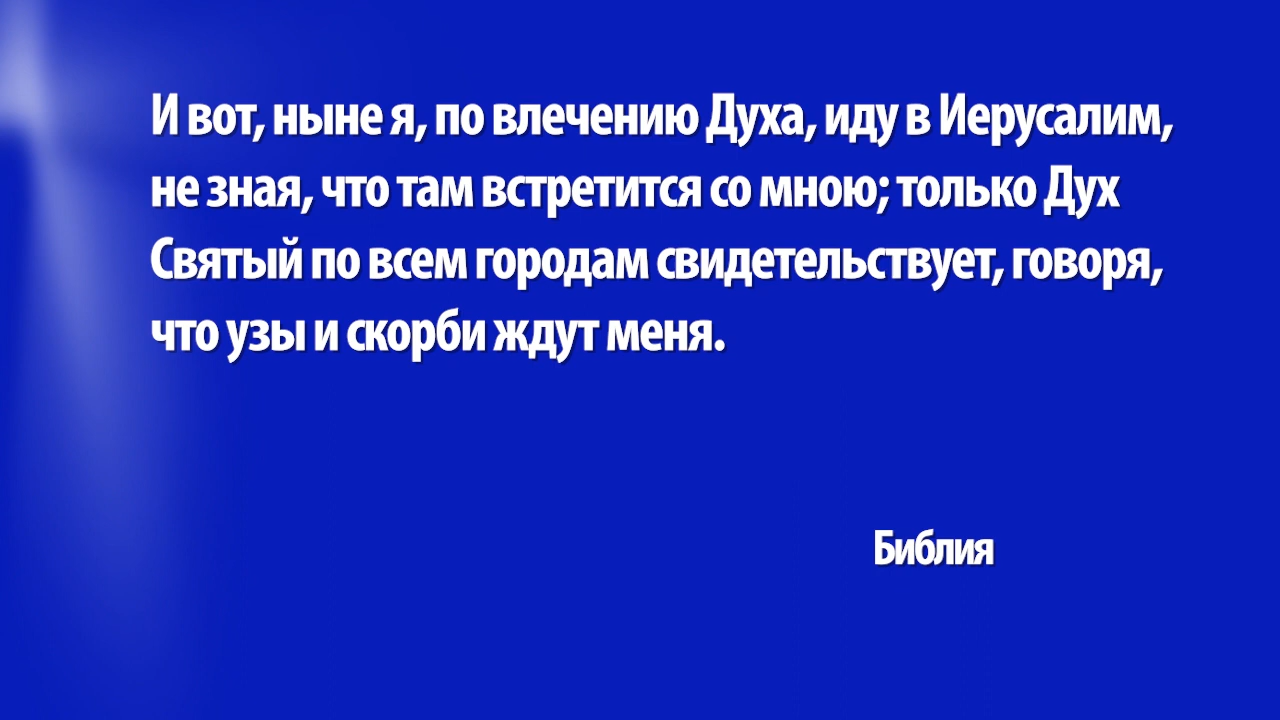 И вот, ныне я, по влечению Духа, иду в Иерусалим,
не зная, что там встретится со мною; только Дух
Святый по всем городам свидетельствует, говоря,
что узы и скорби ждут меня.
Библия